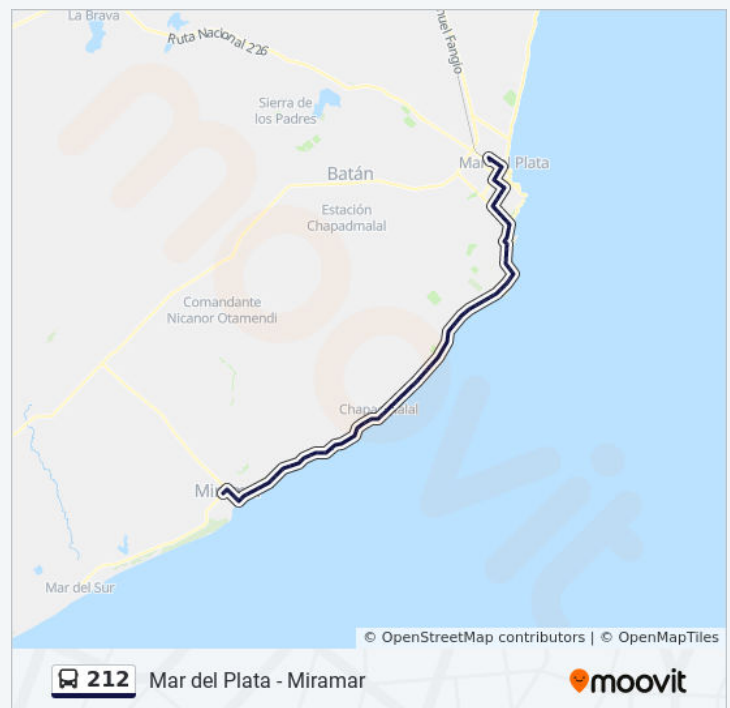 La Brava
Ruta Nacional 226
Sierra de
los Padres
Batán
Estación
Chapadmalal
Comandante
Nicanor Otamendi
Mar del Sur
moovit
© OpenStreetMap contributors | © OpenMapTiles
212 Mar del Plata - Miramar
moovit